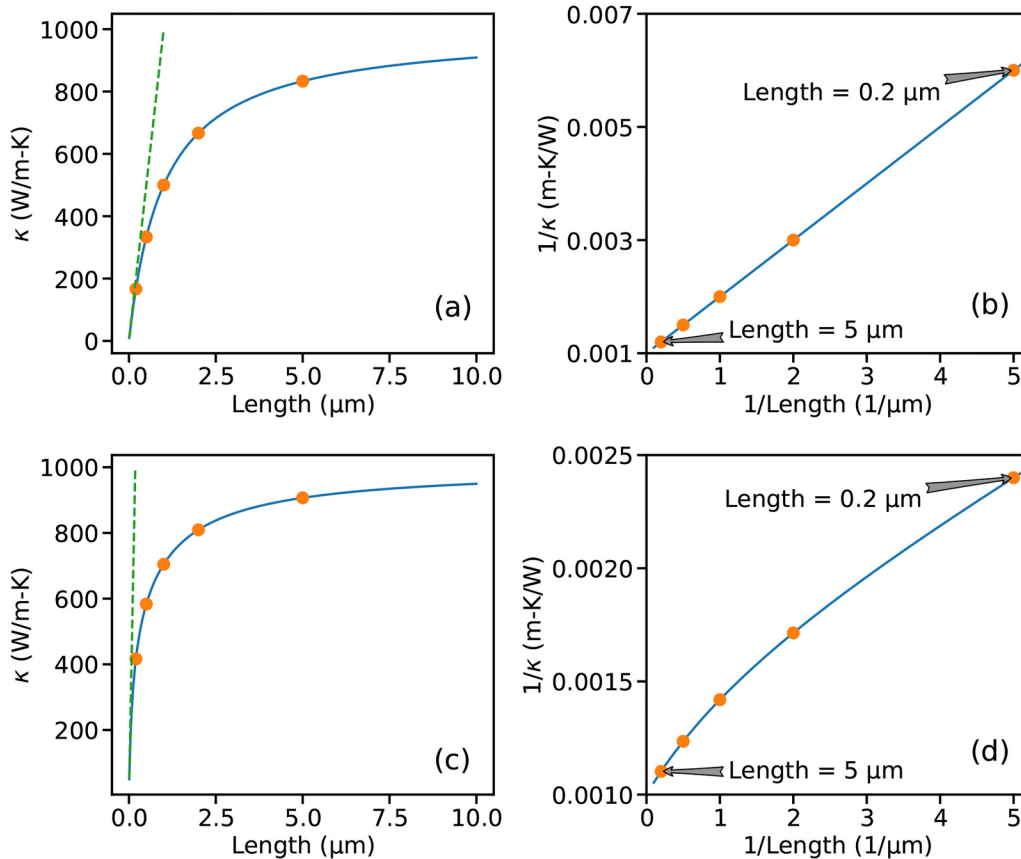 1000
800
600
400
200
0
κ (W/m-K)
(a)
0.0 2.5 5.0 7.5 10.0
Length (μm)
0.007
0.005
0.003
0.001
1/κ (m-K/W)
Length = 0.2 μm
Length = 5 μm
(b)
0 1 2 3 4 5
1/Length (1/μm)
1000
800
600
400
200
κ (W/m-K)
(c)
0.0 2.5 5.0 7.5 10.0
Length (μm)
0.0025
0.0020
0.0015
0.0010
1/κ (m-K/W)
Length = 0.2 μm
Length = 5 μm
(d)
0 1 2 3 4 5
1/Length (1/μm)